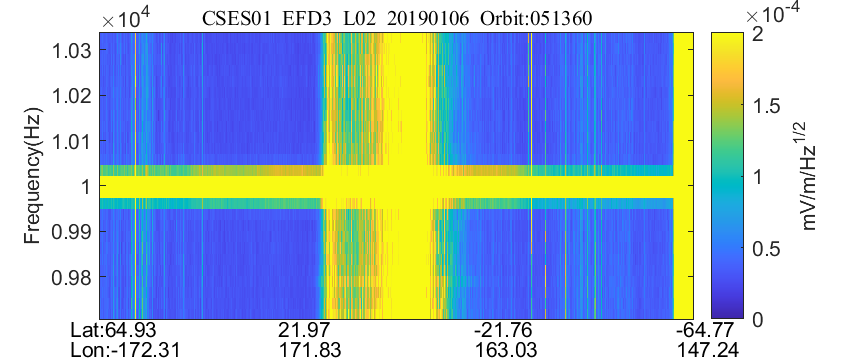 ×10⁴ CSES01 EFD3 L02 20190106 Orbit:051360 ×10⁻⁴
1.03
1.02
1.01
1
0.99
0.98
Frequency(Hz)
2
1.5
1
0.5
0
mV/m/Hz^1/2
Lat:64.93 21.97 -21.76 -64.77
Lon:-172.31 171.83 163.03 147.24